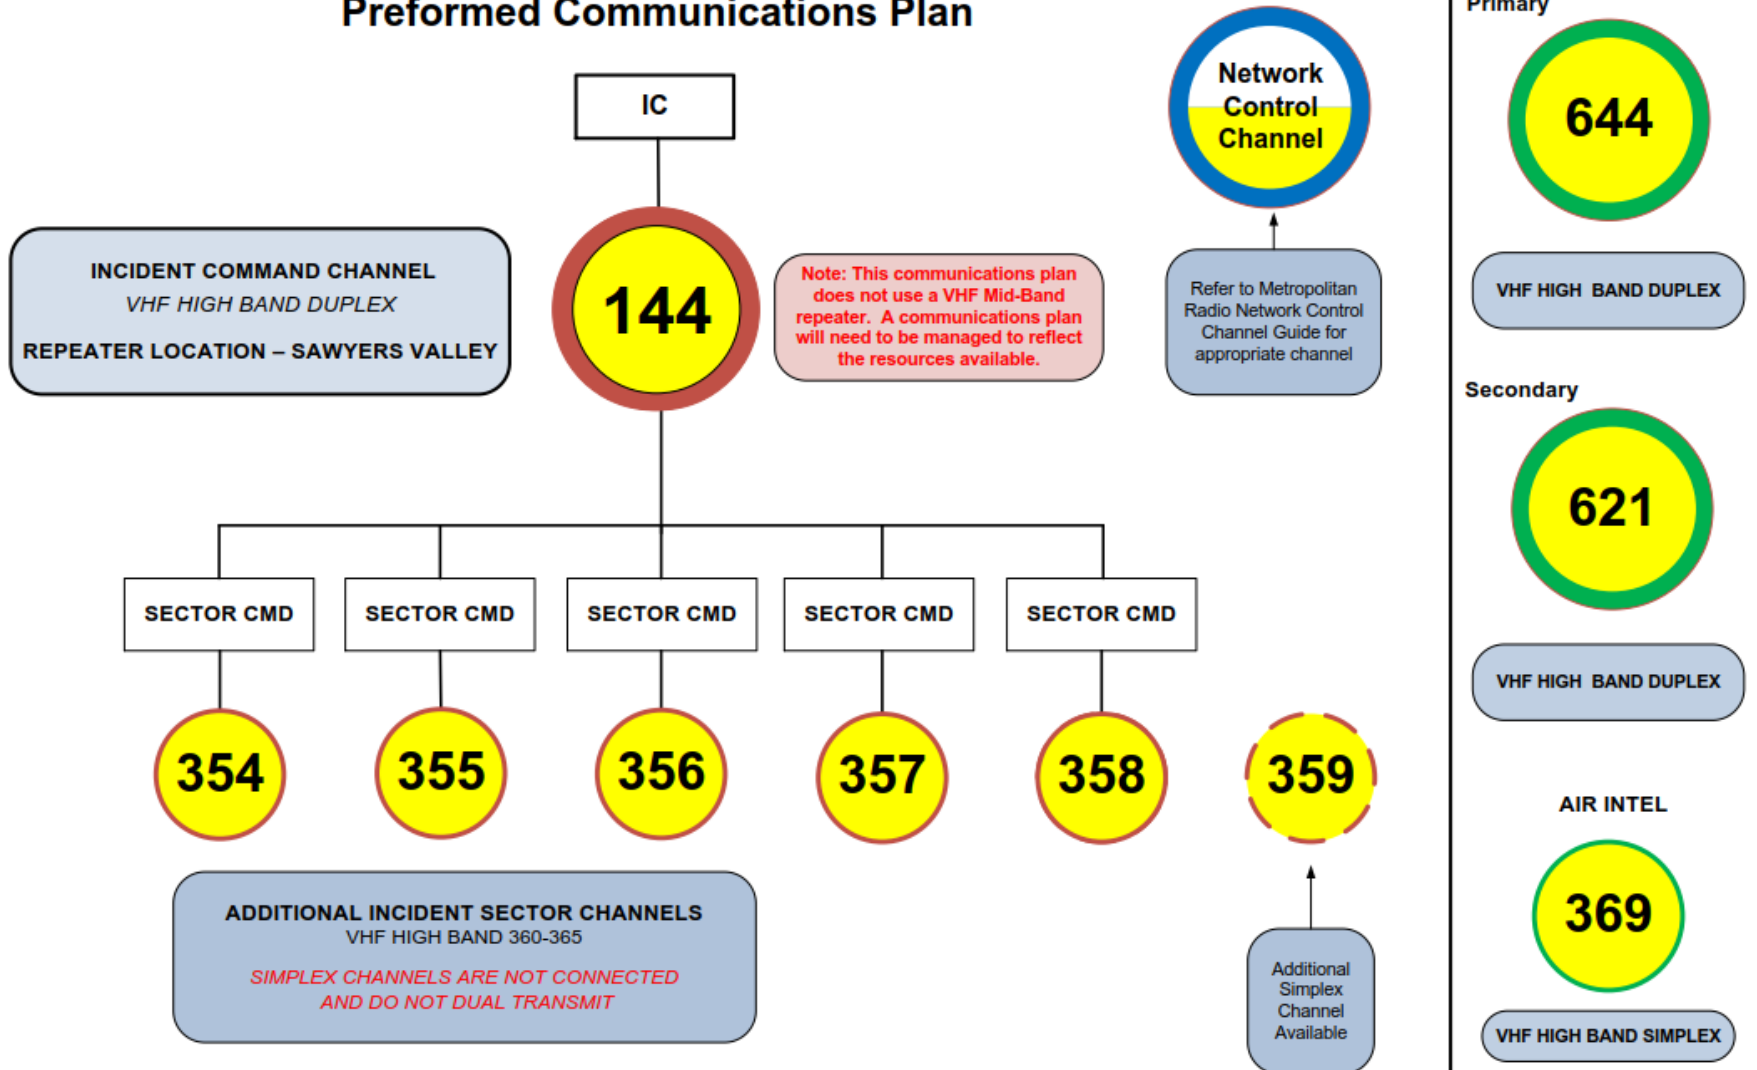 Preformed Communications Plan
IC
INCIDENT COMMAND CHANNEL
VHF HIGH BAND DUPLEX
REPEATER LOCATION – SAWYERS VALLEY
144
Note: This communications plan
does not use a VHF Mid-Band
repeater.  A communications plan
will need to be managed to reflect
the resources available.
Network
Control
Channel
Refer to Metropolitan
Radio Network Control
Channel Guide for
appropriate channel
SECTOR CMD
SECTOR CMD
SECTOR CMD
SECTOR CMD
SECTOR CMD
354
355
356
357
358
359
ADDITIONAL INCIDENT SECTOR CHANNELS
VHF HIGH BAND 360-365
SIMPLEX CHANNELS ARE NOT CONNECTED
AND DO NOT DUAL TRANSMIT
Additional
Simplex
Channel
Available
Primary
644
VHF HIGH  BAND DUPLEX
Secondary
621
VHF HIGH  BAND DUPLEX
AIR INTEL
369
VHF HIGH BAND SIMPLEX